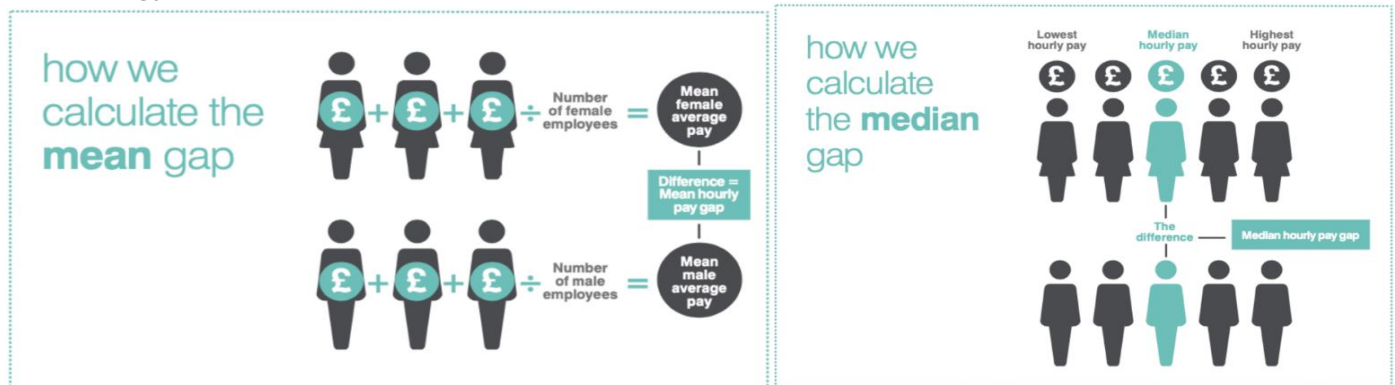 how we
calculate the
mean gap
£ + £ + £ ÷ Number of female employees = Mean female average pay
Difference =
Mean hourly
pay gap
£ + £ + £ ÷ Number of male employees = Mean male average pay
how we
calculate
the median
gap
Lowest hourly pay
Median hourly pay
Highest hourly pay
£ £ £ £ £
The
difference
Median hourly pay gap